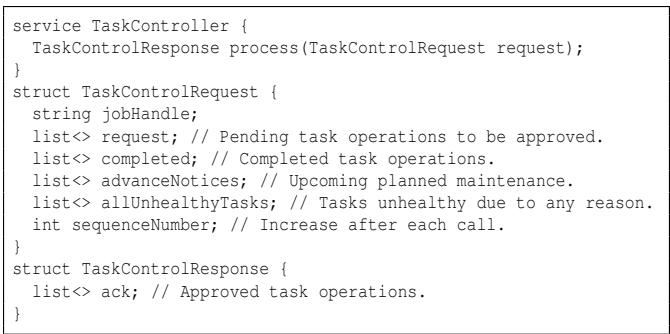 service TaskController {
  TaskControlResponse process(TaskControlRequest request);
}
struct TaskControlRequest {
  string jobHandle;
  list<> request; // Pending task operations to be approved.
  list<> completed; // Completed task operations.
  list<> advanceNotices; // Upcoming planned maintenance.
  list<> allUnhealthyTasks; // Tasks unhealthy due to any reason.
  int sequenceNumber; // Increase after each call.
}
struct TaskControlResponse {
  list<> ack; // Approved task operations.
}